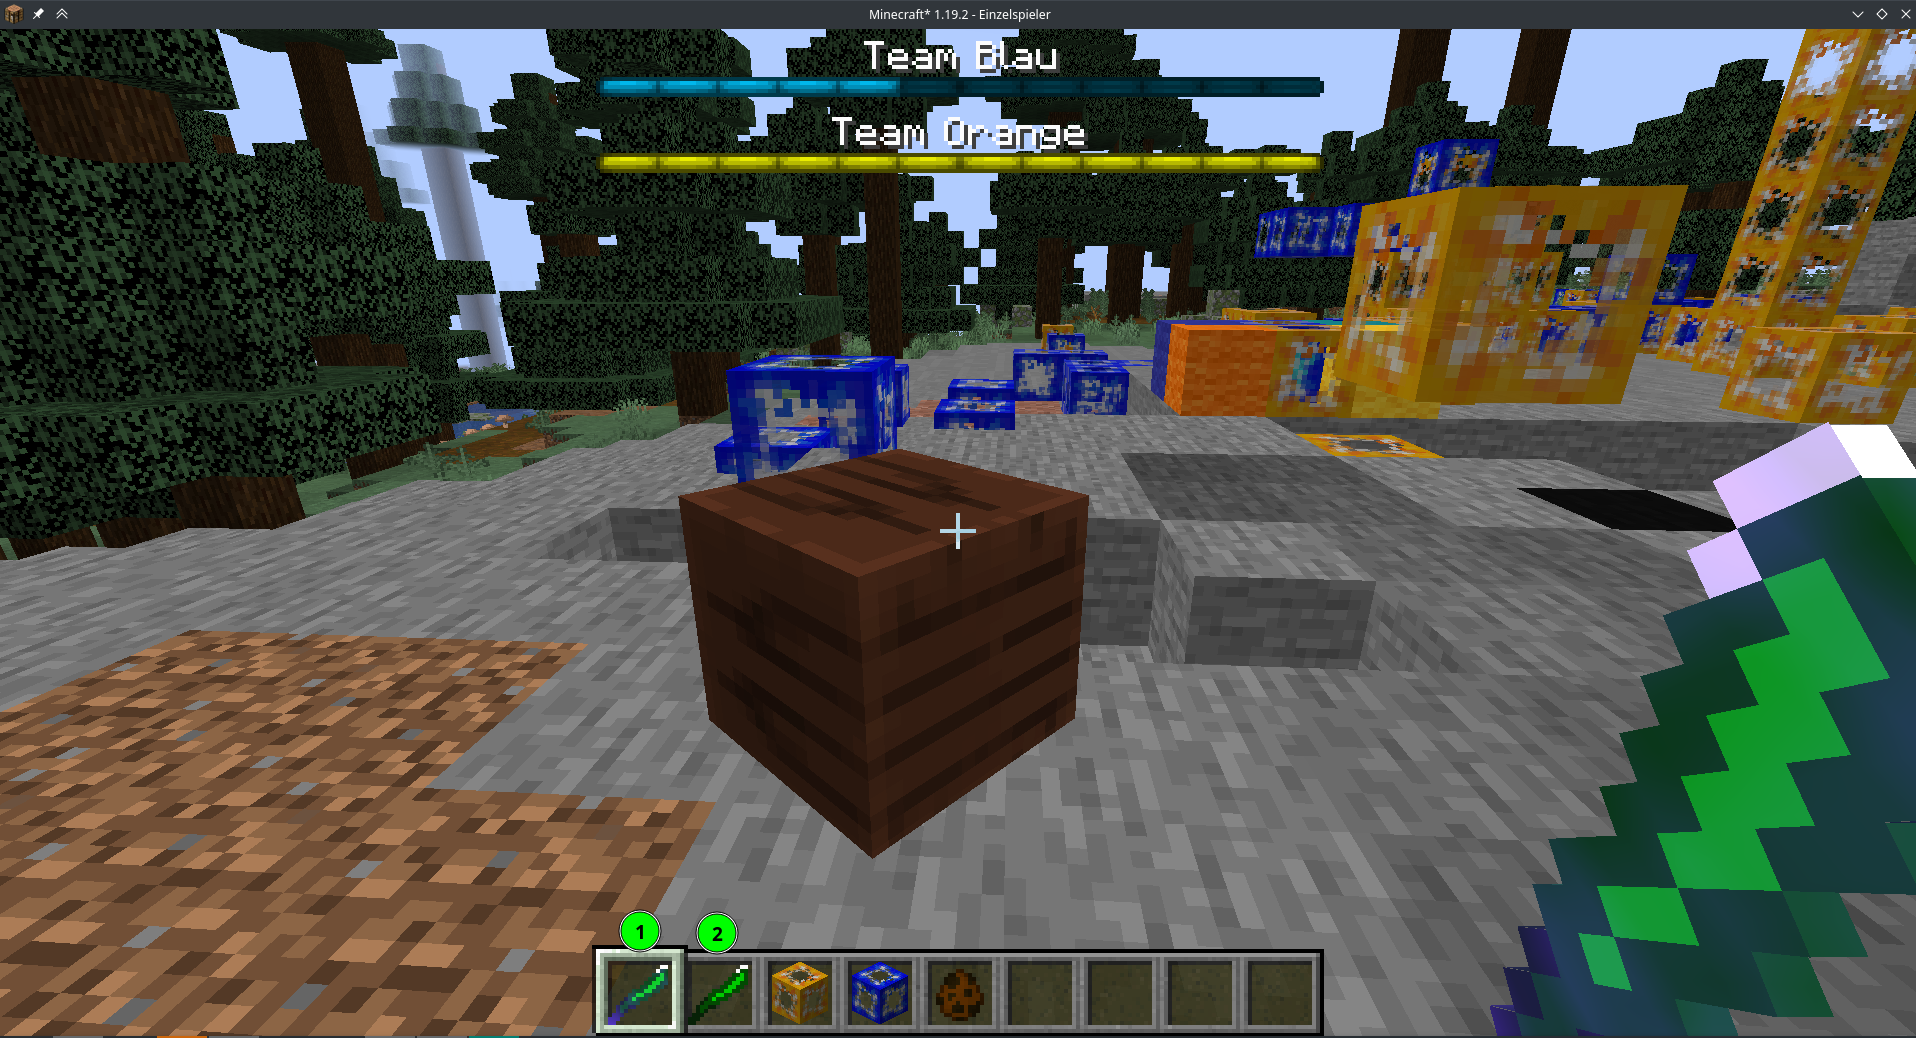 Minecraft* 1.19.2 - Einzelspieler
Team Blau
Team Orange
1
2